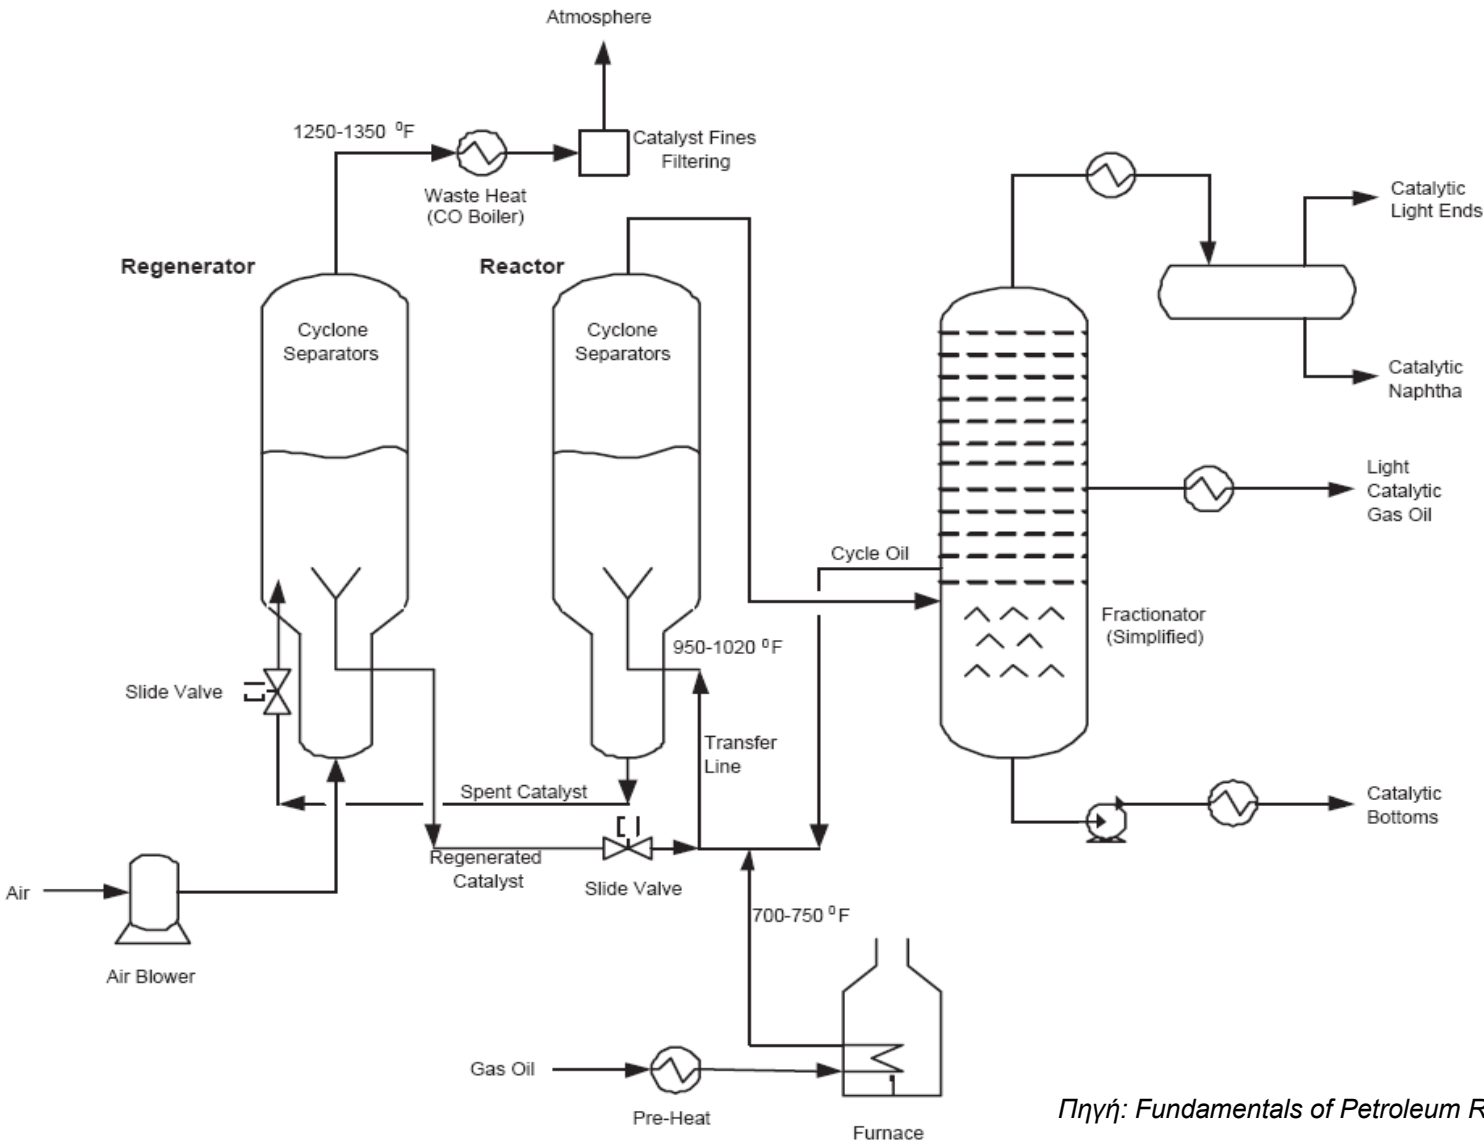 Atmosphere
1250-1350 ⁰F
Catalyst Fines
Filtering
Waste Heat
(CO Boiler)
Catalytic
Light Ends
Regenerator
Reactor
Cyclone
Separators
Cyclone
Separators
Catalytic
Naphtha
Light
Catalytic
Gas Oil
Cycle Oil
Fractionator
(Simplified)
950-1020 ⁰F
Slide Valve
Transfer
Line
Spent Catalyst
Catalytic
Bottoms
Regenerated
Catalyst
Slide Valve
Air
Air Blower
700-750 ⁰F
Gas Oil
Pre-Heat
Furnace
Πηγή: Fundamentals of Petroleum R